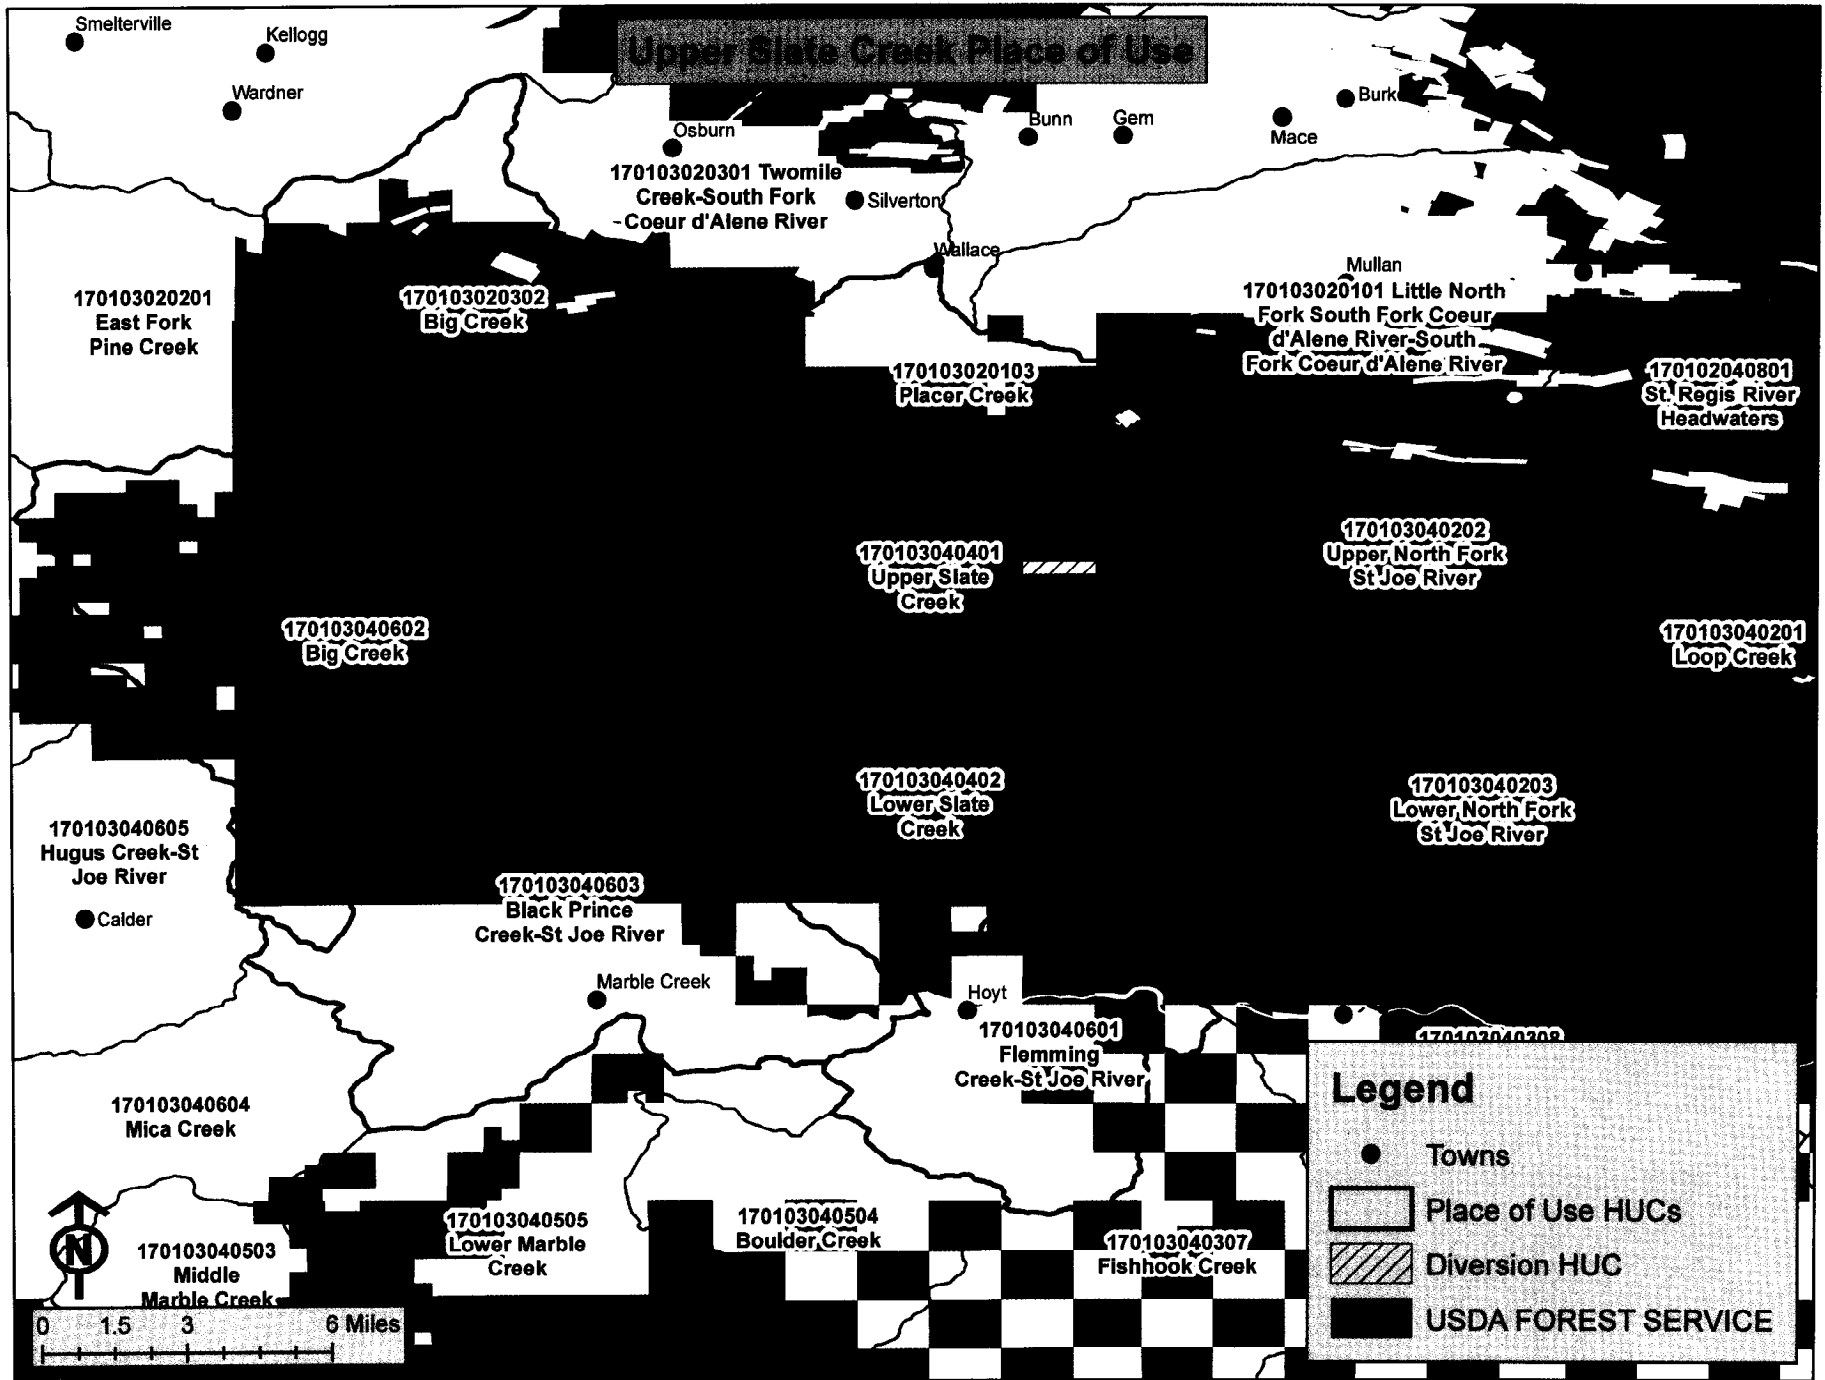 Upper Slate Creek Place of Use
Smelterville
Kellogg
Wardner
Osburn
Bunn
Gem
Mace
170103020301 Twomile
Creek-South Fork
Coeur d'Alene River
Silverton
Wallace
Mullan
170103020101 Little North
Fork South Fork Coeur
d'Alene River-South
Fork Coeur d'Alene River
170103020201
East Fork
Pine Creek
170103020302
Big Creek
170103020103
Placer Creek
170102040801
St. Regis River
Headwaters
170103040401
Upper Slate
Creek
170103040202
Upper North Fork
St Joe River
170103040602
Big Creek
170103040201
Loop Creek
170103040402
Lower Slate
Creek
170103040203
Lower North Fork
St Joe River
170103040605
Hugus Creek-St
Joe River
Calder
170103040603
Black Prince
Creek-St Joe River
Marble Creek
Hoyt
170103040601
Flemming
Creek-St Joe River
170103040604
Mica Creek
170103040505
Lower Marble
Creek
170103040504
Boulder Creek
170103040307
Fishhook Creek
N
170103040503
Middle
Marble Creek
0 1.5 3 6 Miles
Legend
Towns
Place of Use HUCs
Diversion HUC
USDA FOREST SERVICE